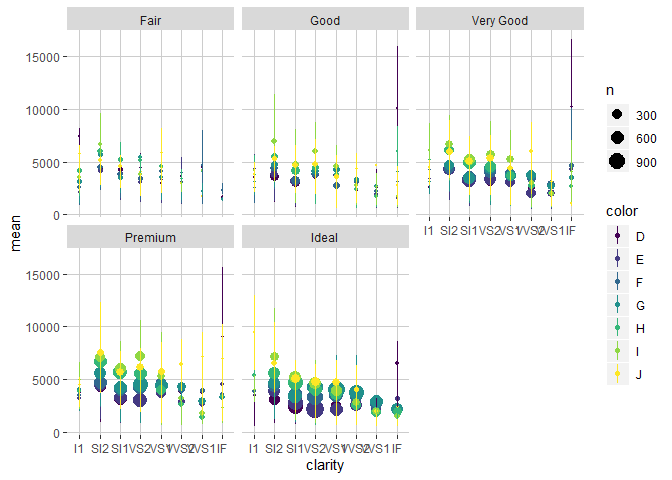 Fair Good Very Good
15000
10000
5000
0
I1 SI2 SI1 VS2 VS1 VVS2 VVS1 IF
mean
Premium Ideal
15000
10000
5000
0
I1 SI2 SI1 VS2 VS1 VVS2 VVS1 IF
I1 SI2 SI1 VS2 VS1 VVS2 VVS1 IF
clarity
n
300
600
900
color
D
E
F
G
H
I
J